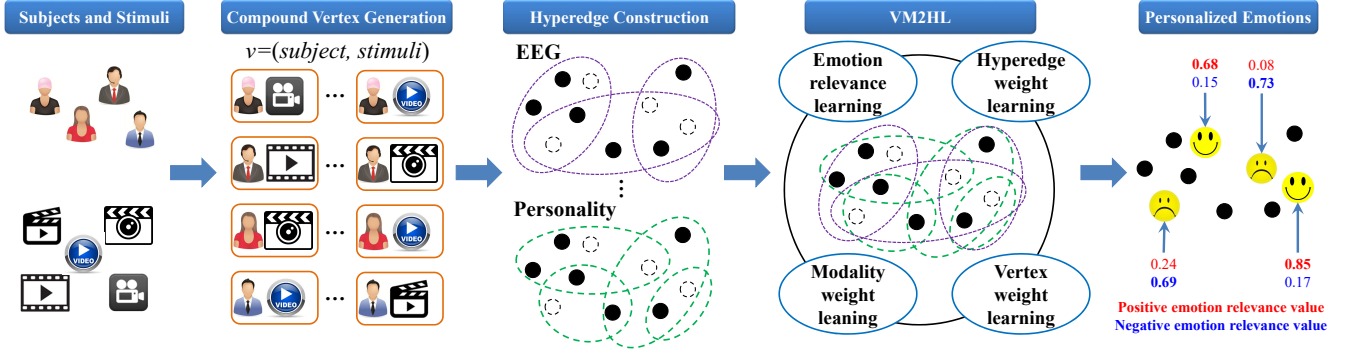 Subjects and Stimuli
VIDEO
Compound Vertex Generation
v=(subject, stimuli)
...
VIDEO
...
...
VIDEO
VIDEO
...
Hyperedge Construction
EEG
...
Personality
VM2HL
Emotion
relevance
learning
Hyperedge
weight
learning
Modality
weight
leaning
Vertex
weight
learning
Personalized Emotions
0.68
0.15
0.08
0.73
0.24
0.69
0.85
0.17
Positive emotion relevance value
Negative emotion relevance value